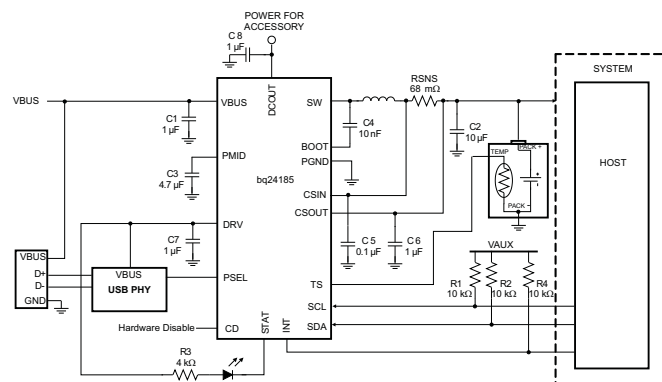 POWER FOR
ACCESSORY
C 8
1 µF
SYSTEM
RSNS
68 mΩ
VBUS
VBUS
DCOUT
SW
C1
1 µF
C4
10 nF
C2
10 µF
BOOT
PMID
PGND
TEMP
PACK +
HOST
C3
4.7 µF
bq24185
CSIN
CSOUT
PACK –
DRV
C7
1 µF
C 5
0.1 µF
C 6
1 µF
VAUX
VBUS
D+
D-
GND
VBUS
USB PHY
PSEL
TS
R1
10 kΩ
R2
10 kΩ
R4
10 kΩ
SCL
Hardware Disable
CD
STAT
INT
SDA
R3
4 kΩ